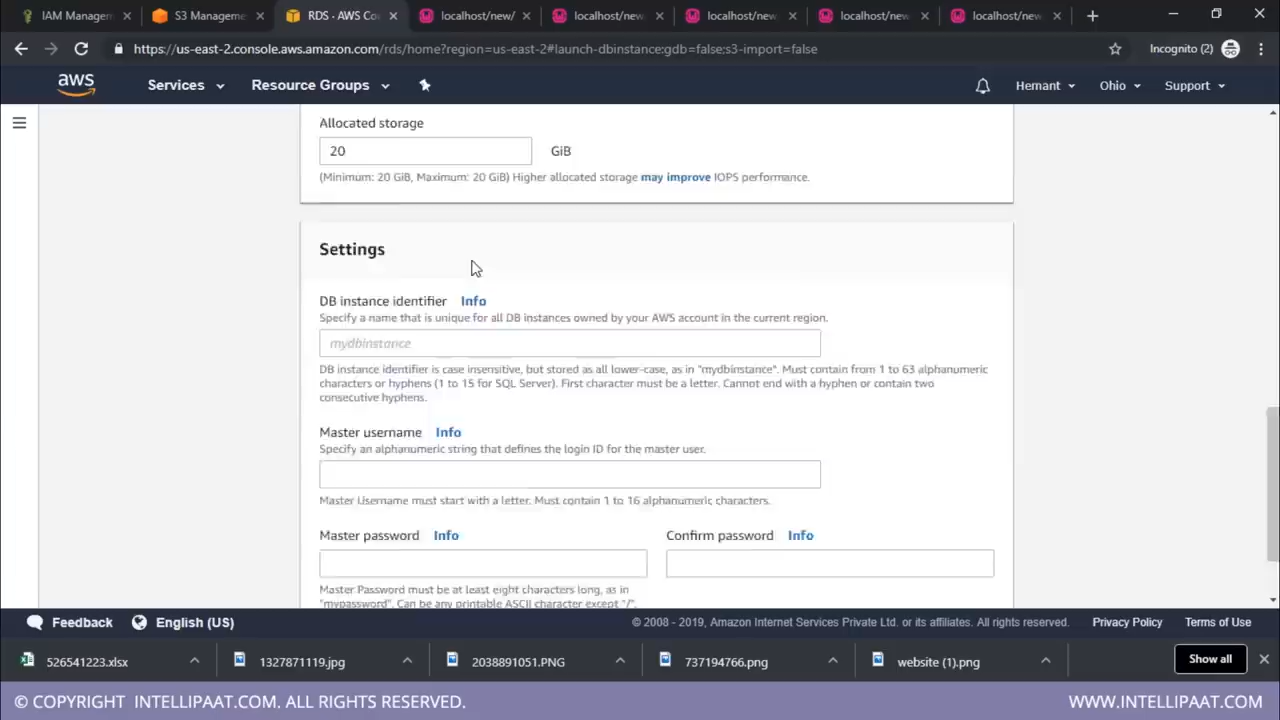 IAM Managem
S3 Manageme
RDS · AWS Co
localhost/new/
localhost/new
localhost/new
localhost/new
localhost/new
https://us-east-2.console.aws.amazon.com/rds/home?region=us-east-2#launch-dbinstance:gdb=false;s3-import=false
Incognito (2)
aws
Services
Resource Groups
Hemant
Ohio
Support
Allocated storage
20
GiB
(Minimum: 20 GiB, Maximum: 20 GiB) Higher allocated storage may improve IOPS performance.
Settings
DB instance identifier Info
Specify a name that is unique for all DB instances owned by your AWS account in the current region.
mydbinstance
DB instance identifier is case insensitive, but stored as all lower-case, as in "mydbinstance". Must contain from 1 to 63 alphanumeric
characters or hyphens (1 to 15 for SQL Server). First character must be a letter. Cannot end with a hyphen or contain two
consecutive hyphens.
Master username Info
Specify an alphanumeric string that defines the login ID for the master user.
Master Username must start with a letter. Must contain 1 to 16 alphanumeric characters.
Master password Info
Confirm password Info
Master Password must be at least eight characters long, as in
"mypassword". Can be any printable ASCII character except "/",
Feedback
English (US)
© 2008 - 2019, Amazon Internet Services Private Ltd. or its affiliates. All rights reserved.
Privacy Policy
Terms of Use
526541223.xlsx
1327871119.jpg
2038891051.PNG
737194766.png
website (1).png
Show all
© COPYRIGHT INTELLIPAAT.COM. ALL RIGHTS RESERVED.
WWW.INTELLIPAAT.COM